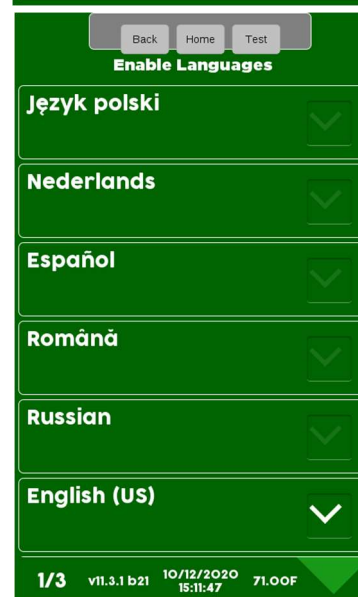 Back Home Test
Enable Languages
Język polski
Nederlands
Español
Română
Russian
English (US)
1/3 v11.3.1 b21 10/12/2020 71.00F
15:11:47